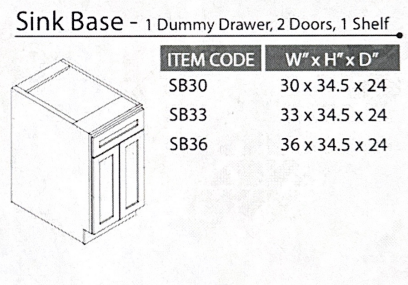 Sink Base - 1 Dummy Drawer, 2 Doors, 1 Shelf
ITEM CODE W" x H" x D"
SB30 30 x 34.5 x 24
SB33 33 x 34.5 x 24
SB36 36 x 34.5 x 24